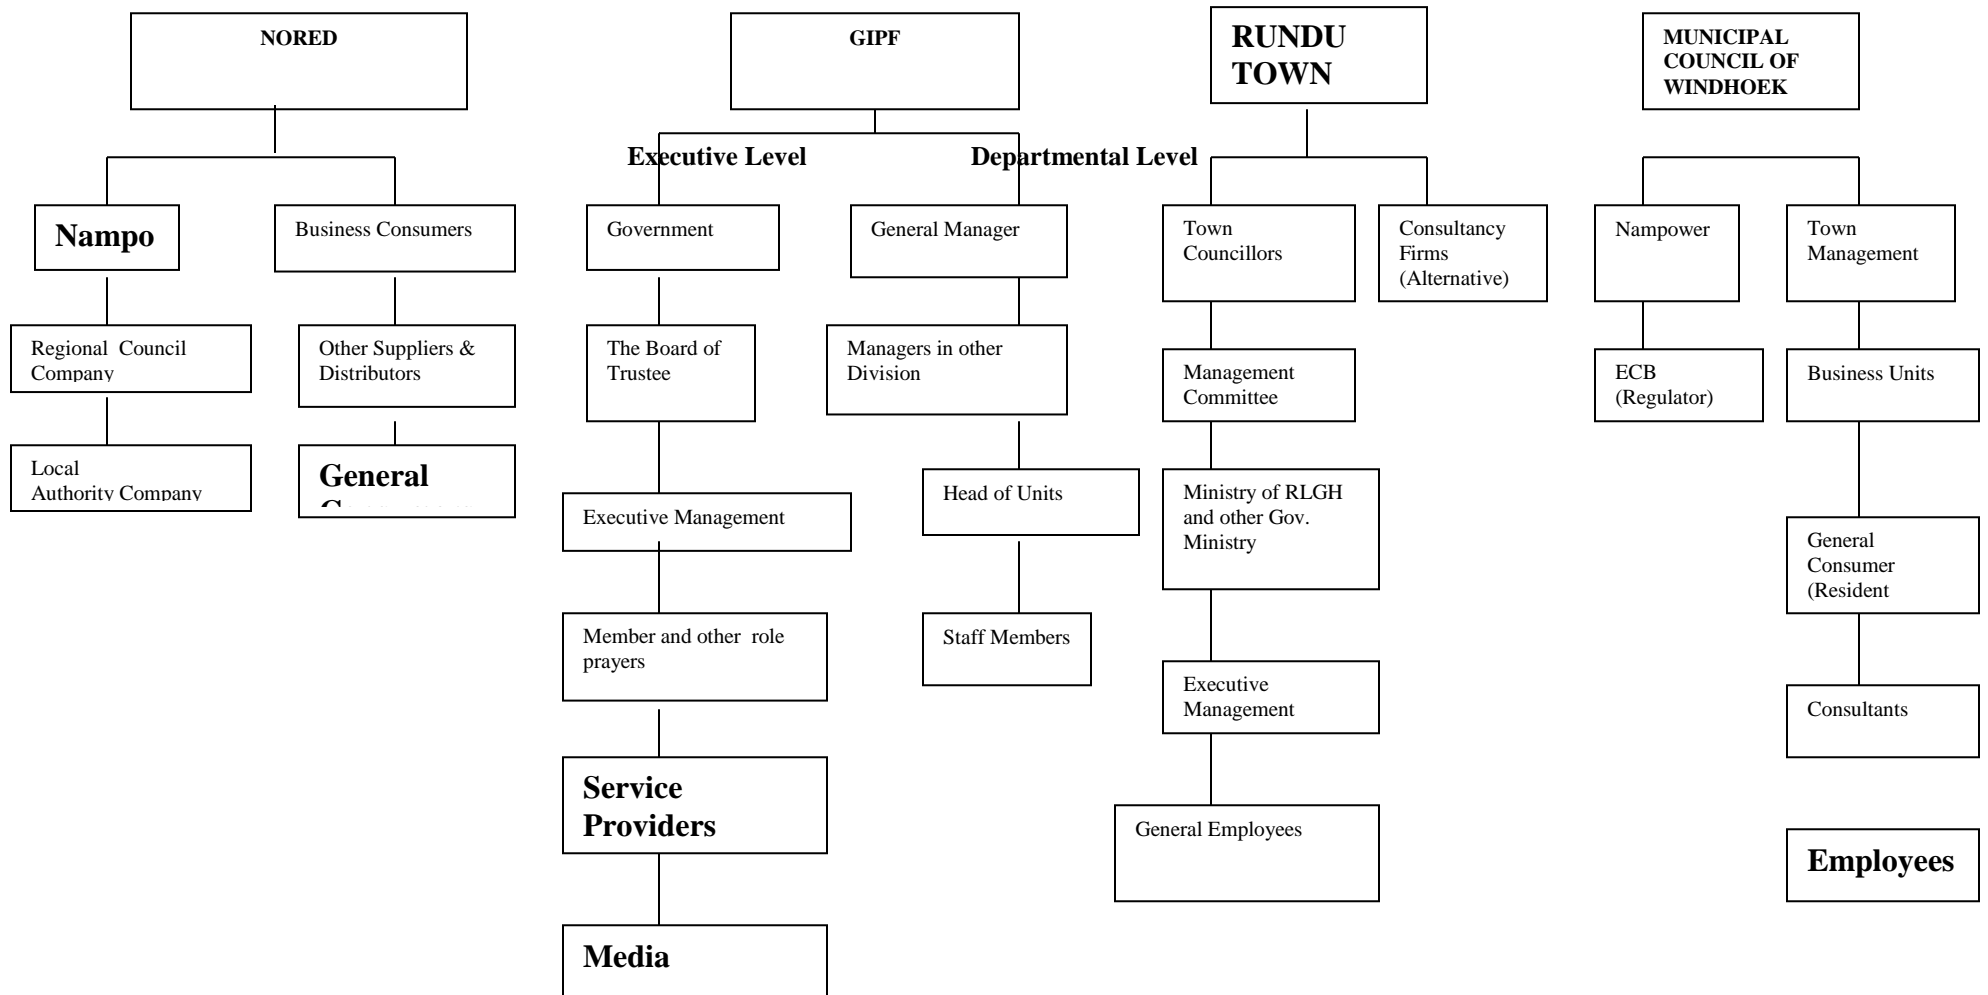 NORED
GIPF
RUNDU
TOWN
MUNICIPAL
COUNCIL OF
WINDHOEK
Executive Level
Departmental Level
Nampo
Business Consumers
Regional Council
Company
Other Suppliers &
Distributors
Local
Authority Company
General
Government
The Board of
Trustee
Executive Management
Member and other role
prayers
Service
Providers
Media
General Manager
Managers in other
Division
Head of Units
Staff Members
Town
Councillors
Consultancy
Firms
(Alternative)
Management
Committee
Ministry of RLGH
and other Gov.
Ministry
Executive
Management
General Employees
Nampower
Town
Management
ECB
(Regulator)
Business Units
General
Consumer
(Resident
Consultants
Employees